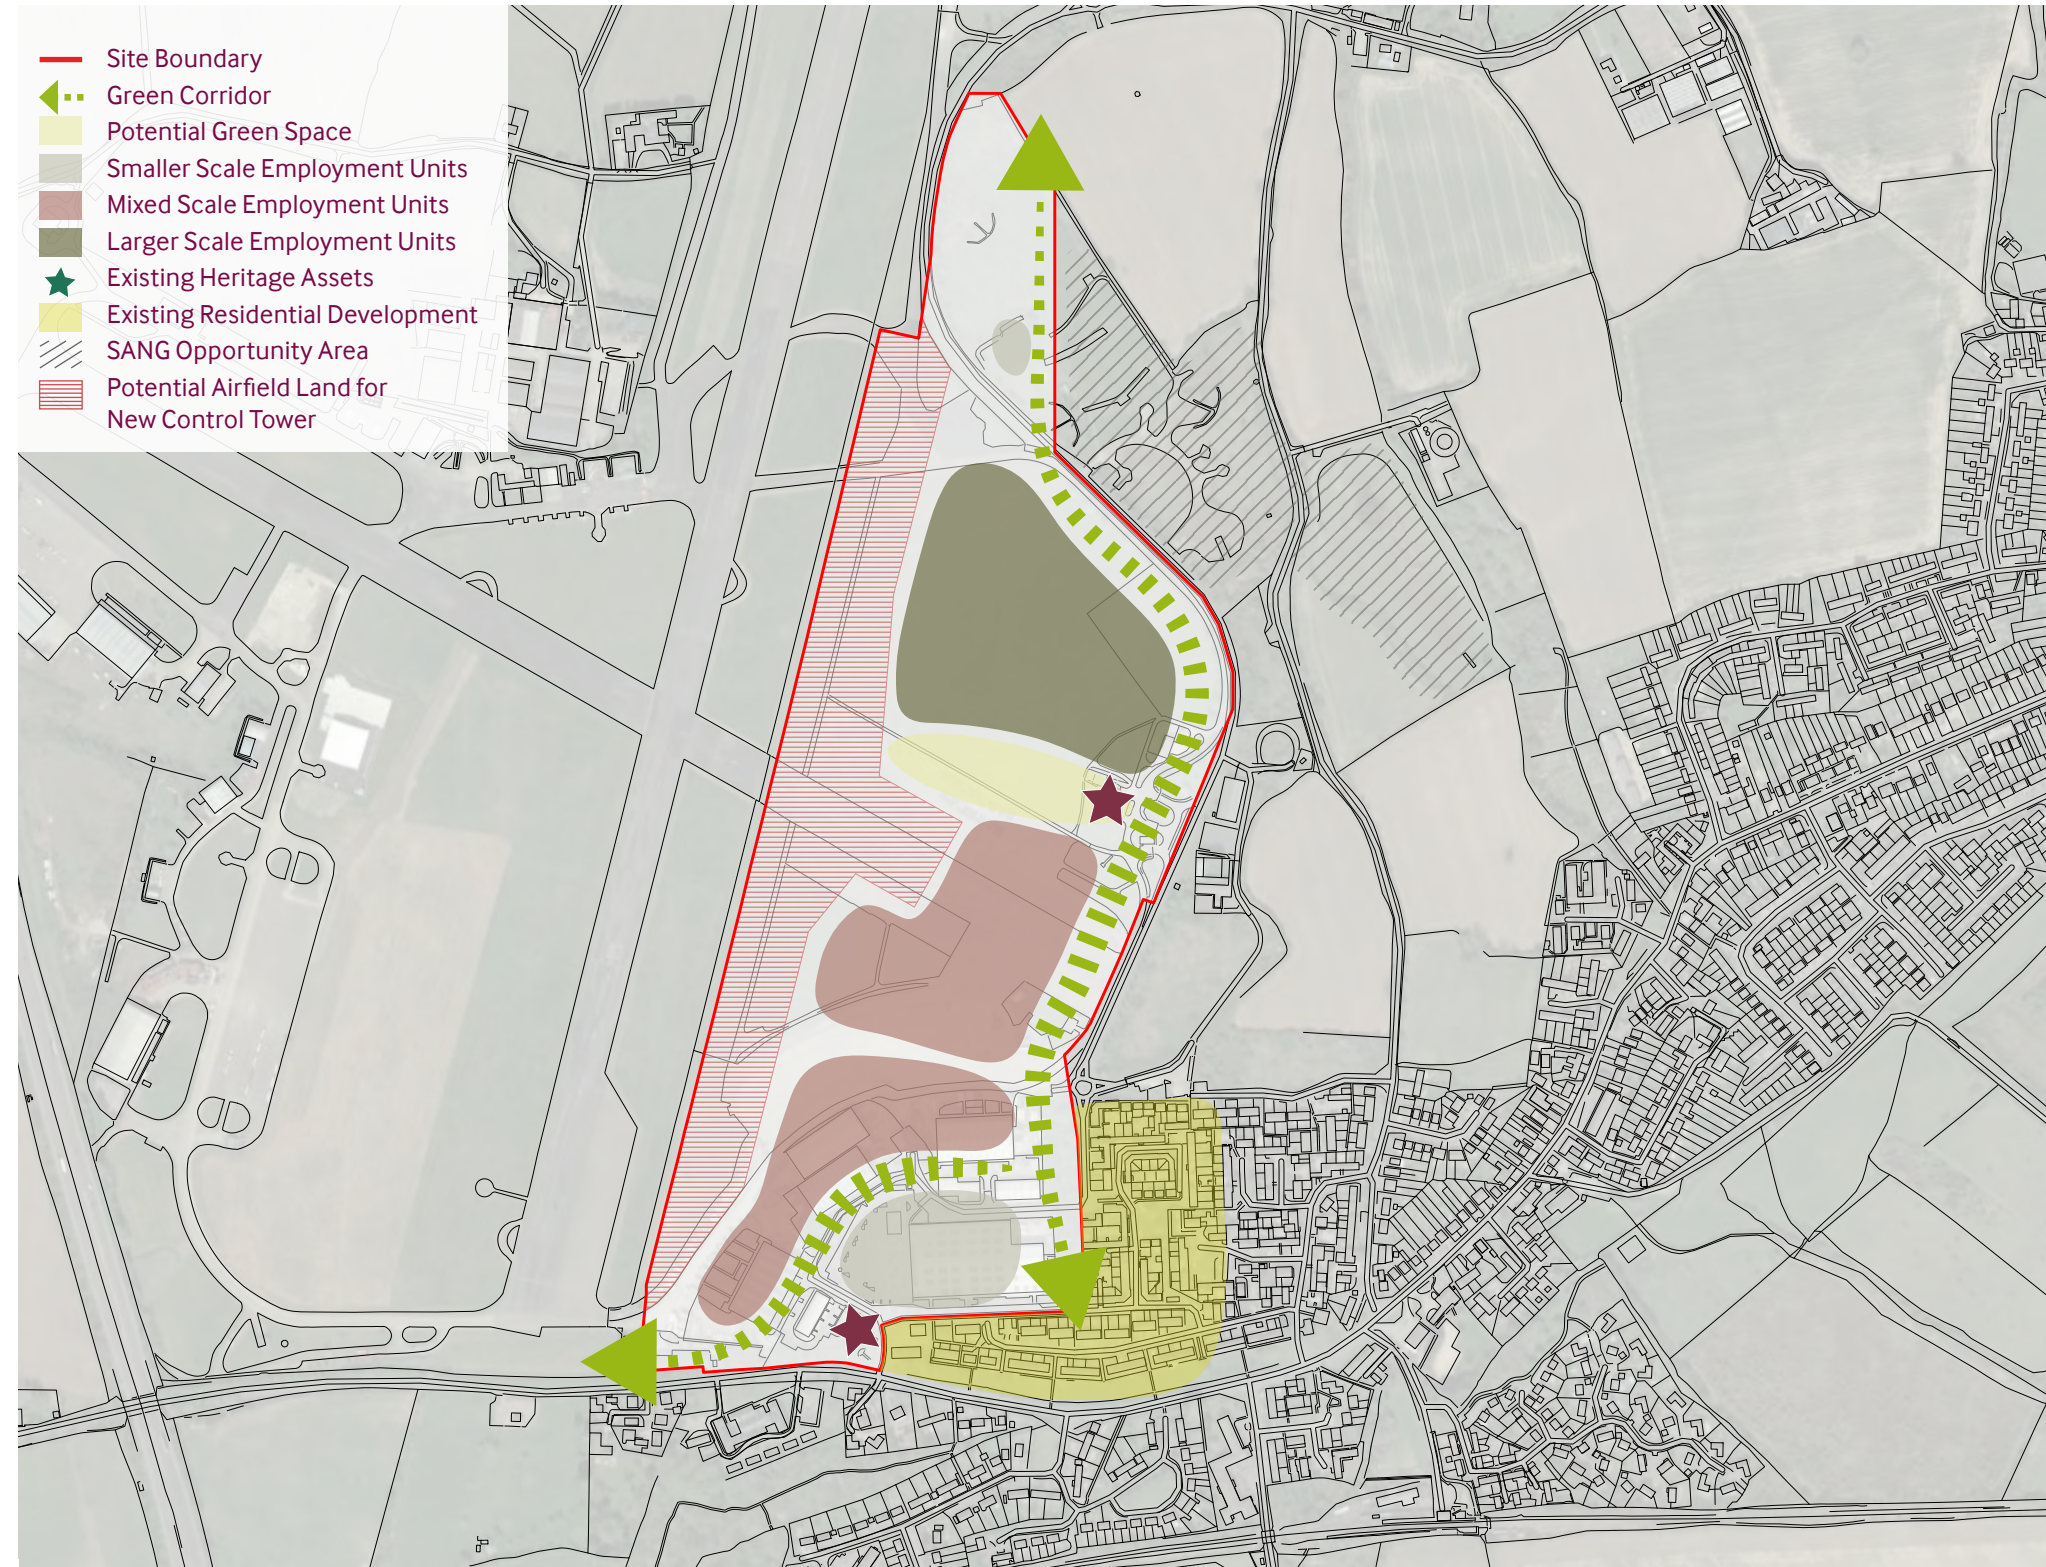 Site Boundary
Green Corridor
Potential Green Space
Smaller Scale Employment Units
Mixed Scale Employment Units
Larger Scale Employment Units
Existing Heritage Assets
Existing Residential Development
SANG Opportunity Area
Potential Airfield Land for
New Control Tower